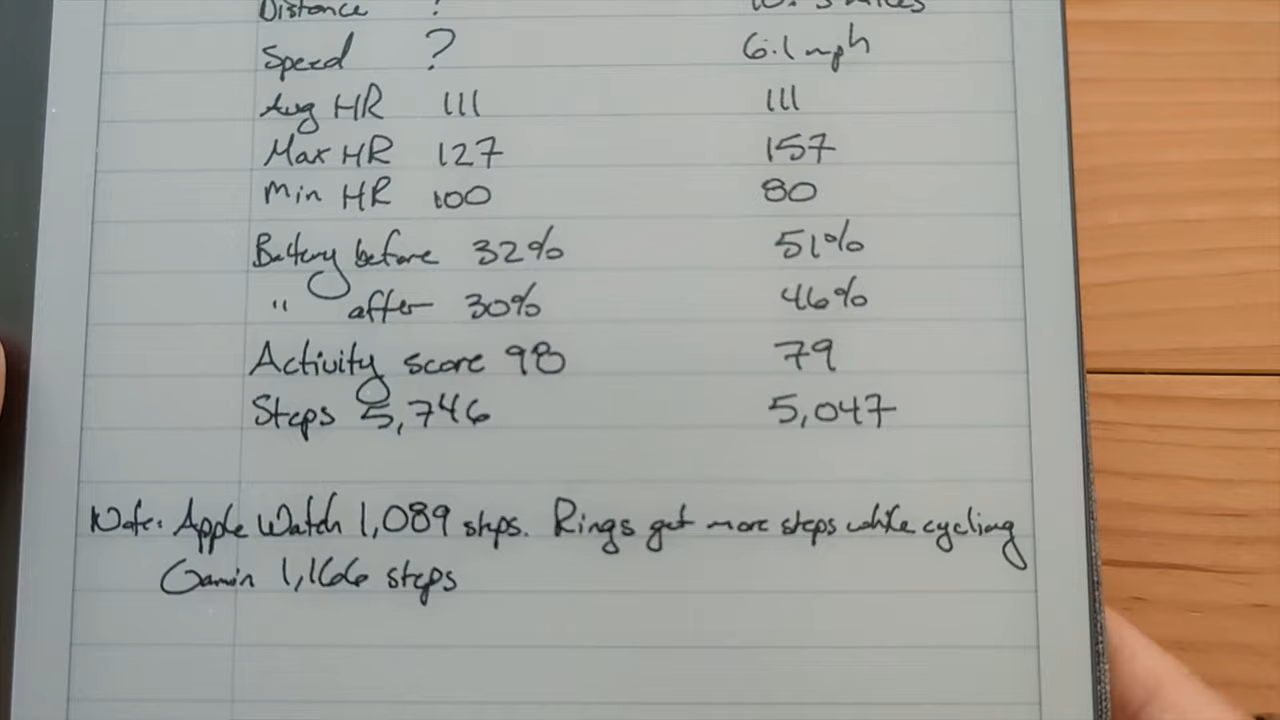 Distance ?
Speed ? 6.1 mph
Avg HR 111 111
Max HR 127 157
Min HR 100 80
Battery before 32% 51%
" after 30% 46%
Activity score 98 79
Steps 5,746 5,047
Note: Apple Watch 1,089 steps. Rings get more steps while cycling
Gamin 1,166 steps